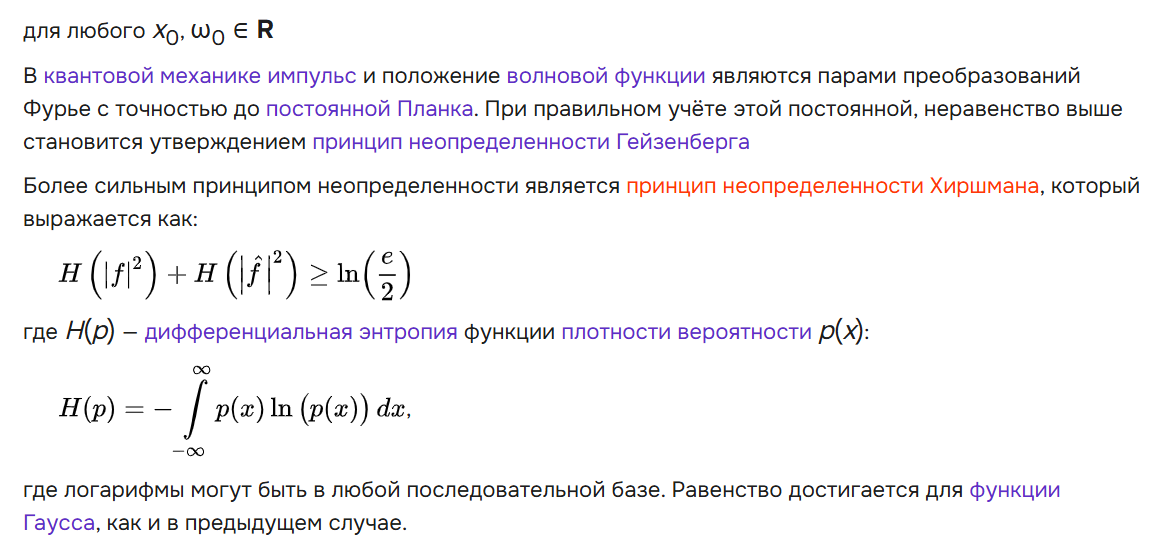 для любого x₀, ω₀ ∈ R
В квантовой механике импульс и положение волновой функции являются парами преобразований
Фурье с точностью до постоянной Планка. При правильном учёте этой постоянной, неравенство выше
становится утверждением принцип неопределенности Гейзенберга
Более сильным принципом неопределенности является принцип неопределенности Хиршмана, который
выражается как:
H(|f|²) + H(|f̂|²) ≥ ln(e/2)
где H(p) – дифференциальная энтропия функции плотности вероятности p(x):
H(p) = − ∫_{−∞}^{∞} p(x) ln (p(x)) dx,
где логарифмы могут быть в любой последовательной базе. Равенство достигается для функции
Гаусса, как и в предыдущем случае.